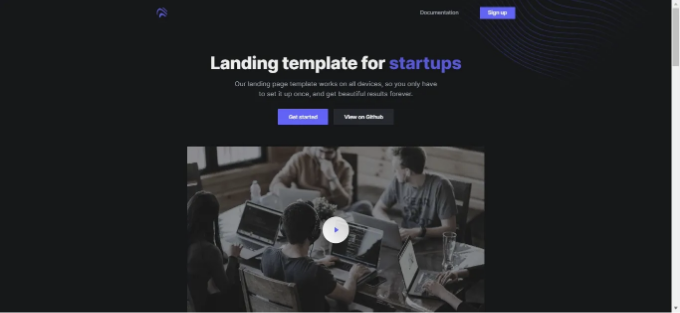 Documentation
Sign up
Landing template for startups
Our landing page template works on all devices, so you only have
to set it up once, and get beautiful results forever.
Get started
View on Github